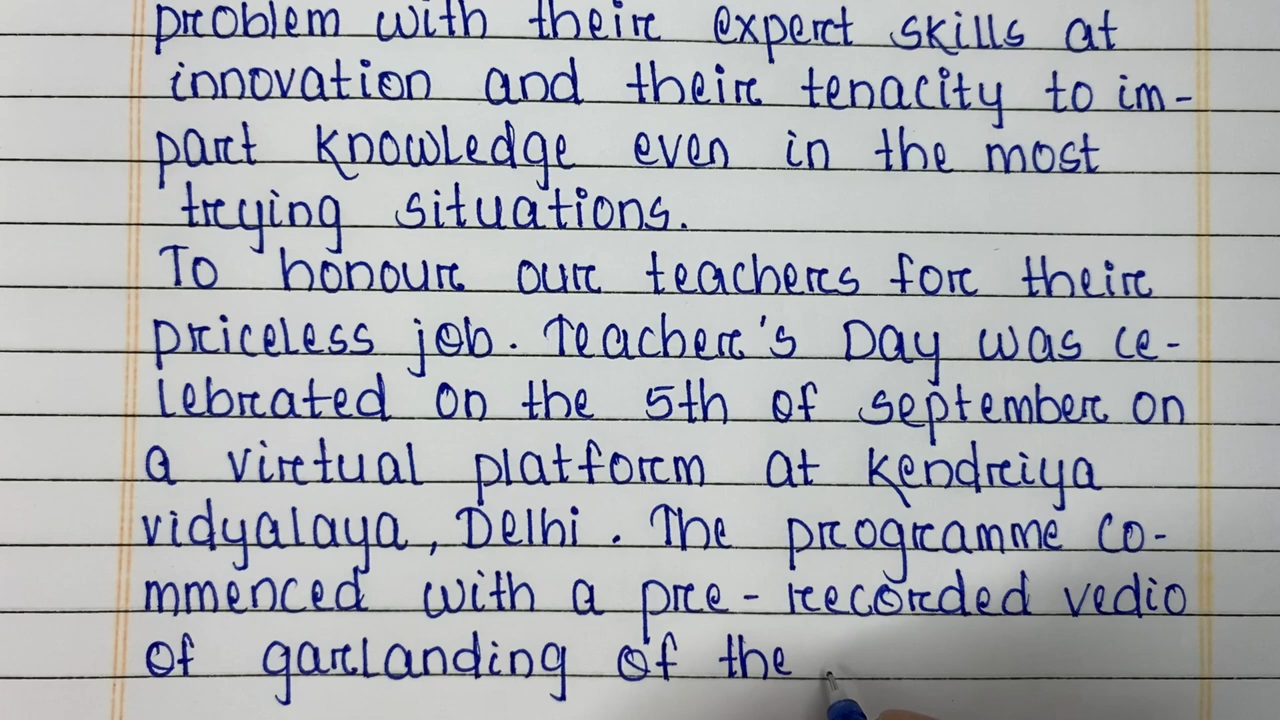 problem with their expert skills at
innovation and their tenacity to im-
part knowledge even in the most
trying situations.
To honour our teachers for their
priceless job. Teacher's Day was ce-
lebrated on the 5th of september on
a virtual platform at Kendriya
vidyalaya, Delhi. The programme co-
mmenced with a pre-recorded vedio
of garlanding of the